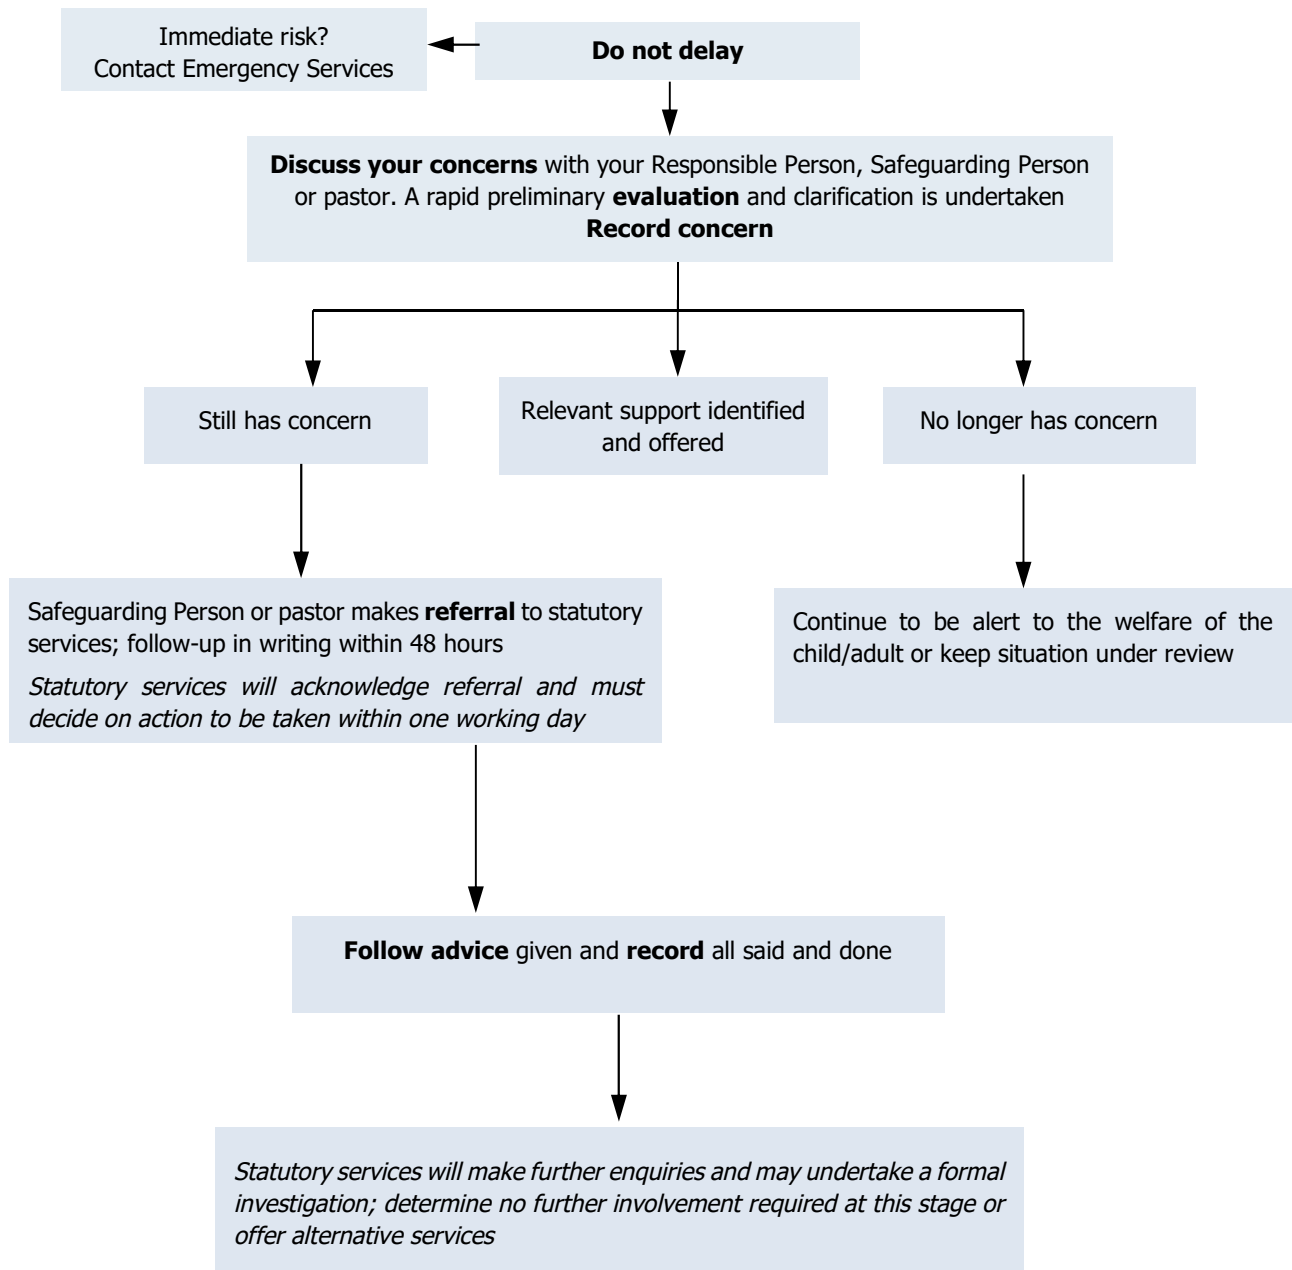 Immediate risk?
Contact Emergency Services
Do not delay
Discuss your concerns with your Responsible Person, Safeguarding Person
or pastor. A rapid preliminary evaluation and clarification is undertaken
Record concern
Still has concern
Relevant support identified
and offered
No longer has concern
Safeguarding Person or pastor makes referral to statutory
services; follow-up in writing within 48 hours
Statutory services will acknowledge referral and must
decide on action to be taken within one working day
Continue to be alert to the welfare of the
child/adult or keep situation under review
Follow advice given and record all said and done
Statutory services will make further enquiries and may undertake a formal
investigation; determine no further involvement required at this stage or
offer alternative services